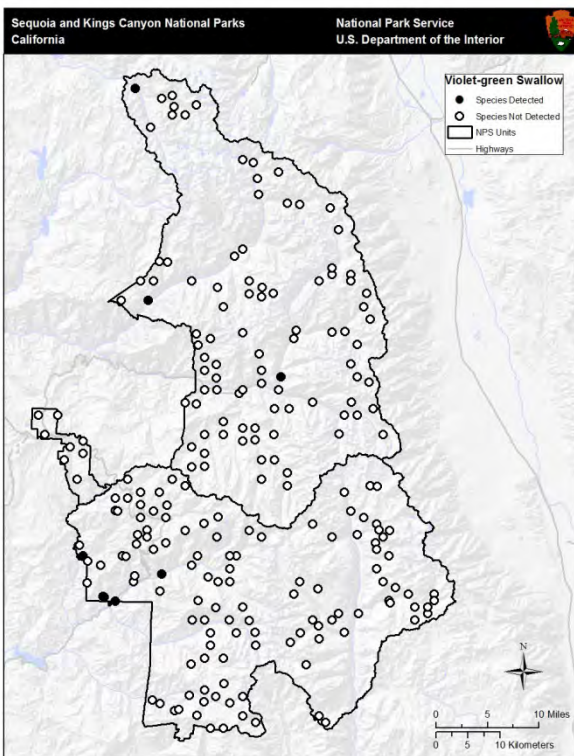 Sequoia and Kings Canyon National Parks
California
National Park Service
U.S. Department of the Interior
Violet-green Swallow
Species Detected
Species Not Detected
NPS Units
Highways
N
0 5 10 Miles
0 5 10 Kilometers